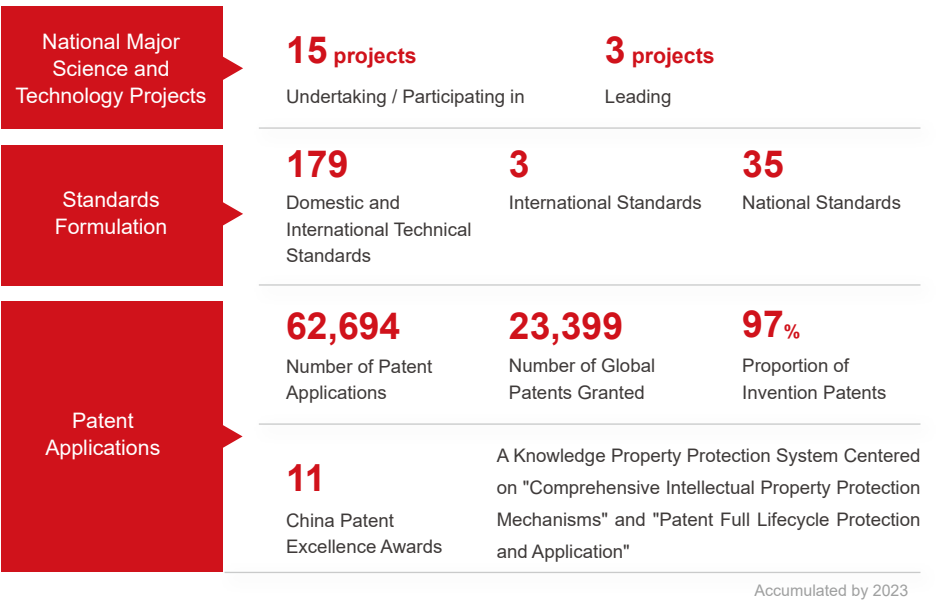 National Major
Science and
Technology Projects
15 projects
Undertaking / Participating in
3 projects
Leading
Standards
Formulation
179
Domestic and
International Technical
Standards
3
International Standards
35
National Standards
Patent
Applications
62,694
Number of Patent
Applications
23,399
Number of Global
Patents Granted
97%
Proportion of
Invention Patents
11
China Patent
Excellence Awards
A Knowledge Property Protection System Centered
on "Comprehensive Intellectual Property Protection
Mechanisms" and "Patent Full Lifecycle Protection
and Application"
Accumulated by 2023